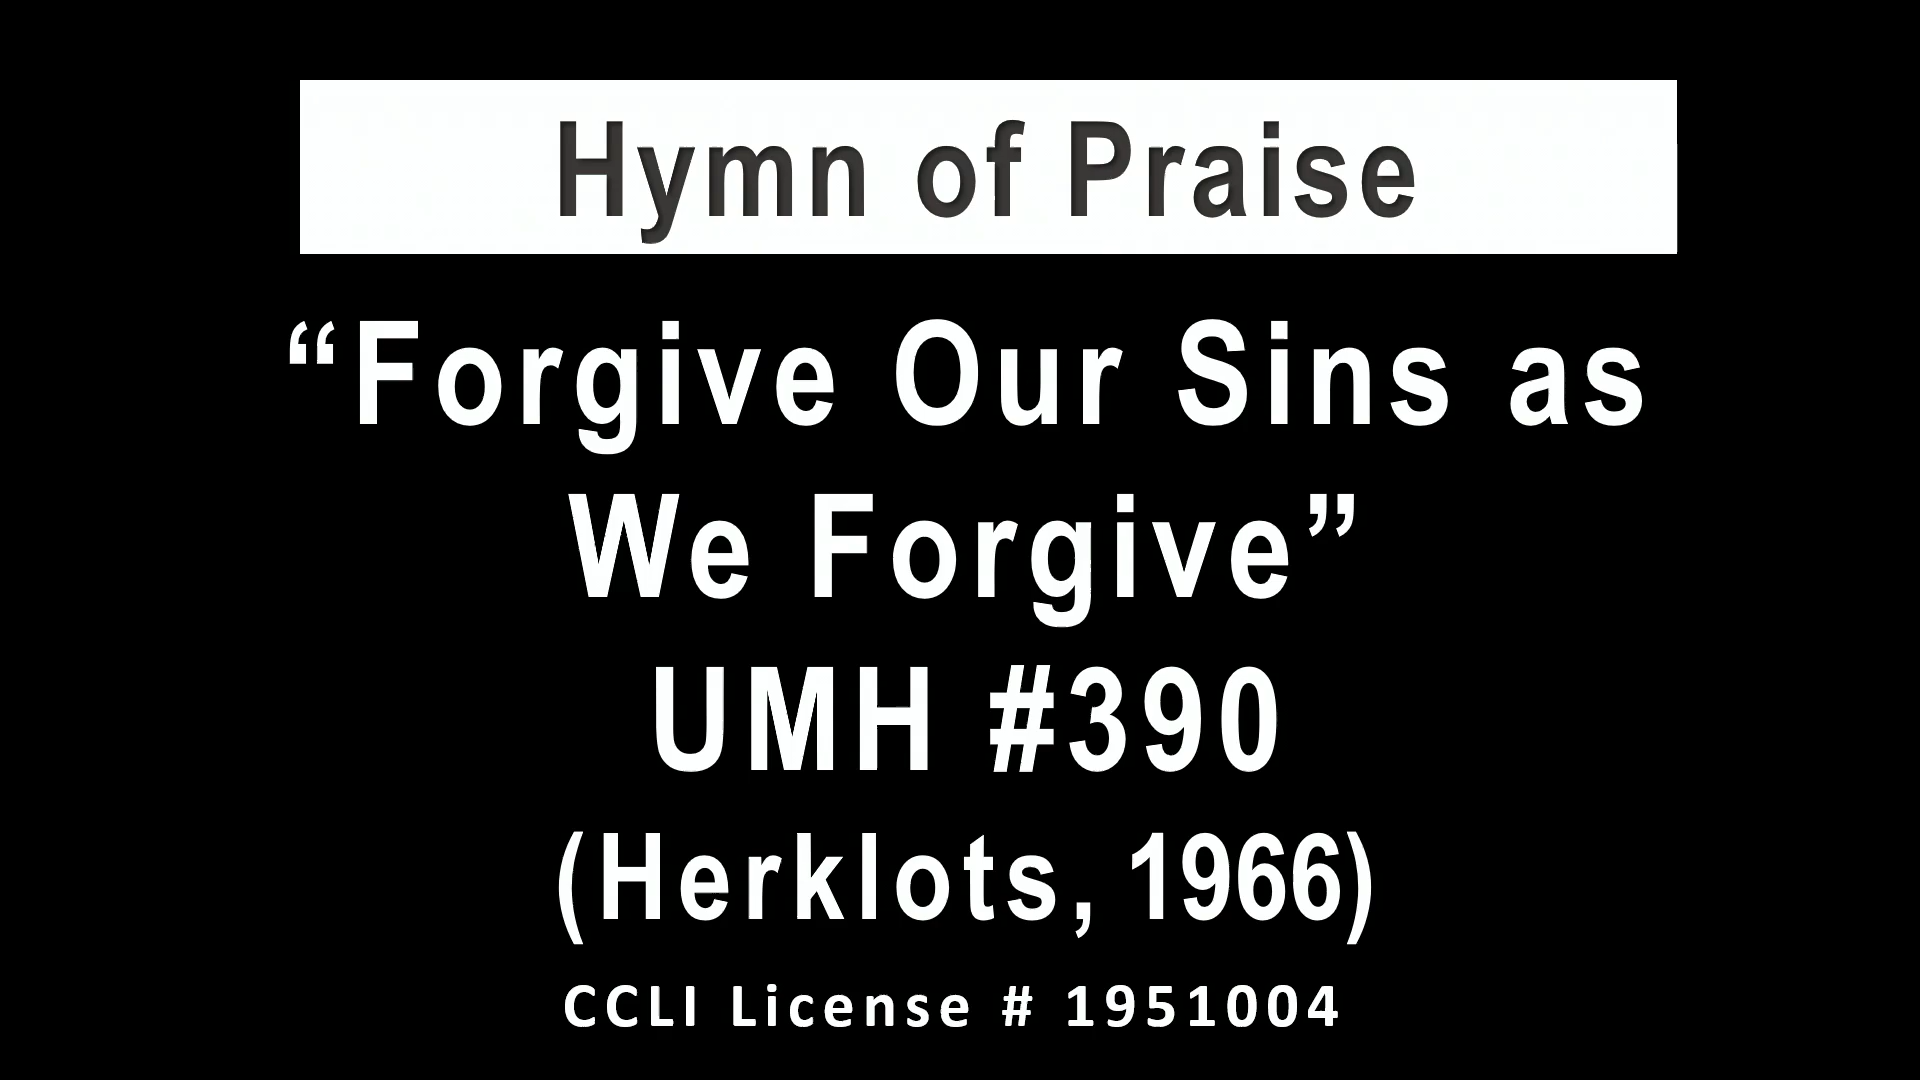 Hymn of Praise
“Forgive Our Sins as
We Forgive”
UMH #390
(Herklots, 1966)
CCLI License # 1951004